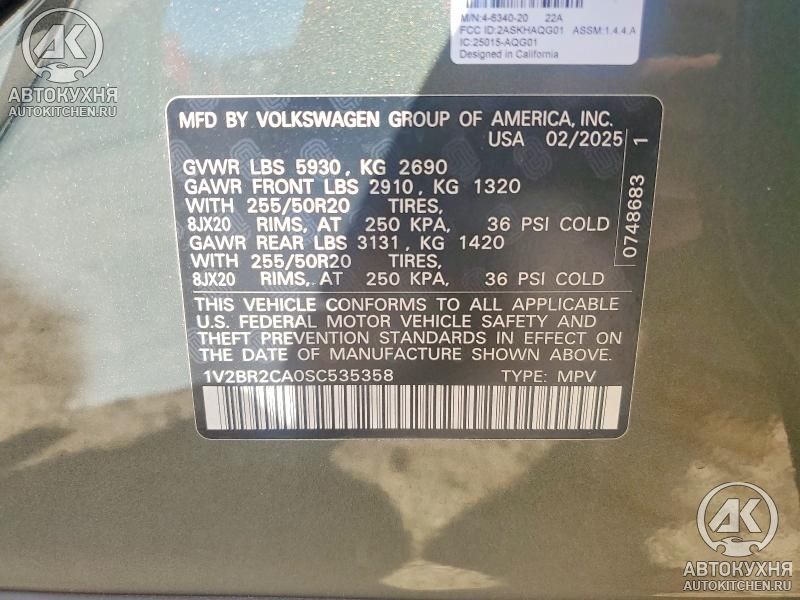 M/N:4-6340-20 22A
FCC ID:2ASKHAQG01 ASSM:1.4.4.A
IC:25015-AQG01
Designed in California
АК
АВТОКУХНЯ
AUTOKITCHEN.RU
MFD BY VOLKSWAGEN GROUP OF AMERICA, INC.
USA 02/2025
GVWR LBS 5930, KG 2690
GAWR FRONT LBS 2910, KG 1320
WITH 255/50R20 TIRES,
8JX20 RIMS, AT 250 KPA, 36 PSI COLD
GAWR REAR LBS 3131, KG 1420
WITH 255/50R20 TIRES,
8JX20 RIMS, AT 250 KPA, 36 PSI COLD
0748683 1
THIS VEHICLE CONFORMS TO ALL APPLICABLE
U.S. FEDERAL MOTOR VEHICLE SAFETY AND
THEFT PREVENTION STANDARDS IN EFFECT ON
THE DATE OF MANUFACTURE SHOWN ABOVE.
1V2BR2CA0SC535358 TYPE: MPV
АК
АВТОКУХНЯ
AUTOKITCHEN.RU